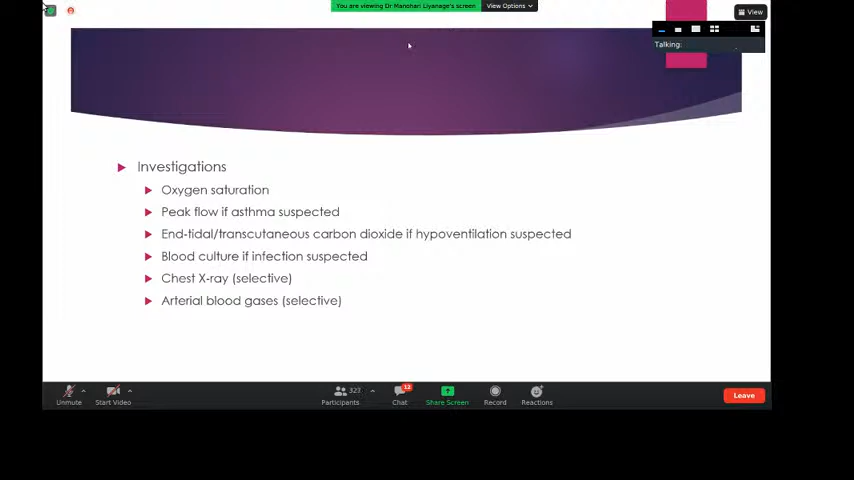 You are viewing Dr Manohari Liyanage's screen
View Options
View
Talking:
Investigations
Oxygen saturation
Peak flow if asthma suspected
End-tidal/transcutaneous carbon dioxide if hypoventilation suspected
Blood culture if infection suspected
Chest X-ray (selective)
Arterial blood gases (selective)
323
12
Unmute
Start Video
Participants
Chat
Share Screen
Record
Reactions
Leave